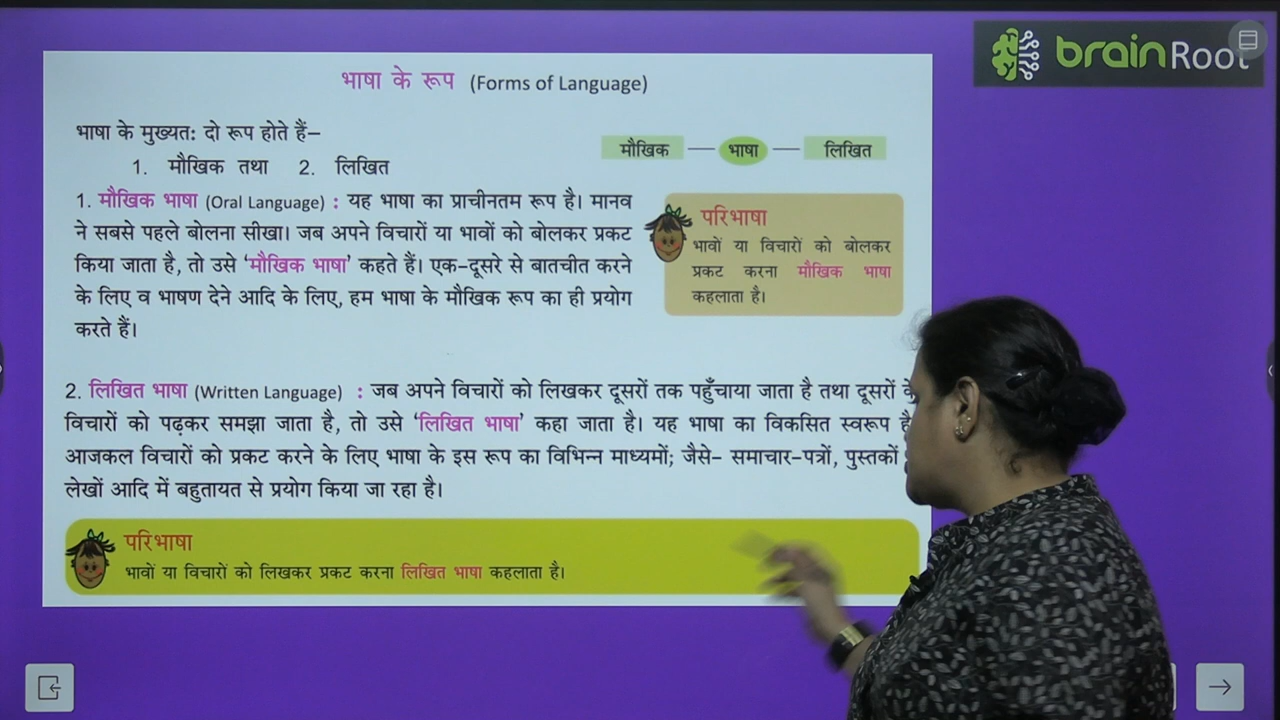 brainRoot
भाषा के रूप (Forms of Language)
भाषा के मुख्यतः दो रूप होते हैं–
1. मौखिक तथा 2. लिखित
मौखिक — भाषा — लिखित
1. मौखिक भाषा (Oral Language) : यह भाषा का प्राचीनतम रूप है। मानव
ने सबसे पहले बोलना सीखा। जब अपने विचारों या भावों को बोलकर प्रकट
किया जाता है, तो उसे ‘मौखिक भाषा’ कहते हैं। एक–दूसरे से बातचीत करने
के लिए व भाषण देने आदि के लिए, हम भाषा के मौखिक रूप का ही प्रयोग
करते हैं।
परिभाषा
भावों या विचारों को बोलकर
प्रकट करना मौखिक भाषा
कहलाता है।
2. लिखित भाषा (Written Language) : जब अपने विचारों को लिखकर दूसरों तक पहुँचाया जाता है तथा दूसरों के
विचारों को पढ़कर समझा जाता है, तो उसे ‘लिखित भाषा’ कहा जाता है। यह भाषा का विकसित स्वरूप है
आजकल विचारों को प्रकट करने के लिए भाषा के इस रूप का विभिन्न माध्यमों; जैसे– समाचार–पत्रों, पुस्तकों
लेखों आदि में बहुतायत से प्रयोग किया जा रहा है।
परिभाषा
भावों या विचारों को लिखकर प्रकट करना लिखित भाषा कहलाता है।